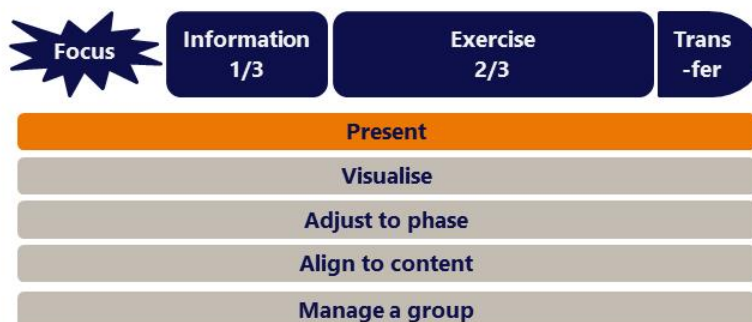 Focus
Information
1/3
Exercise
2/3
Trans
-fer
Present
Visualise
Adjust to phase
Align to content
Manage a group